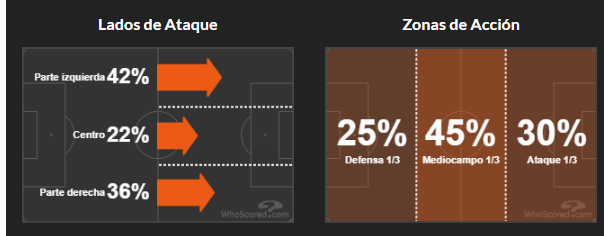 Lados de Ataque
Parte izquierda 42%
Centro 22%
Parte derecha 36%
WhoScored.com
Zonas de Acción
25% 45% 30%
Defensa 1/3 Mediocampo 1/3 Ataque 1/3
WhoScored.com